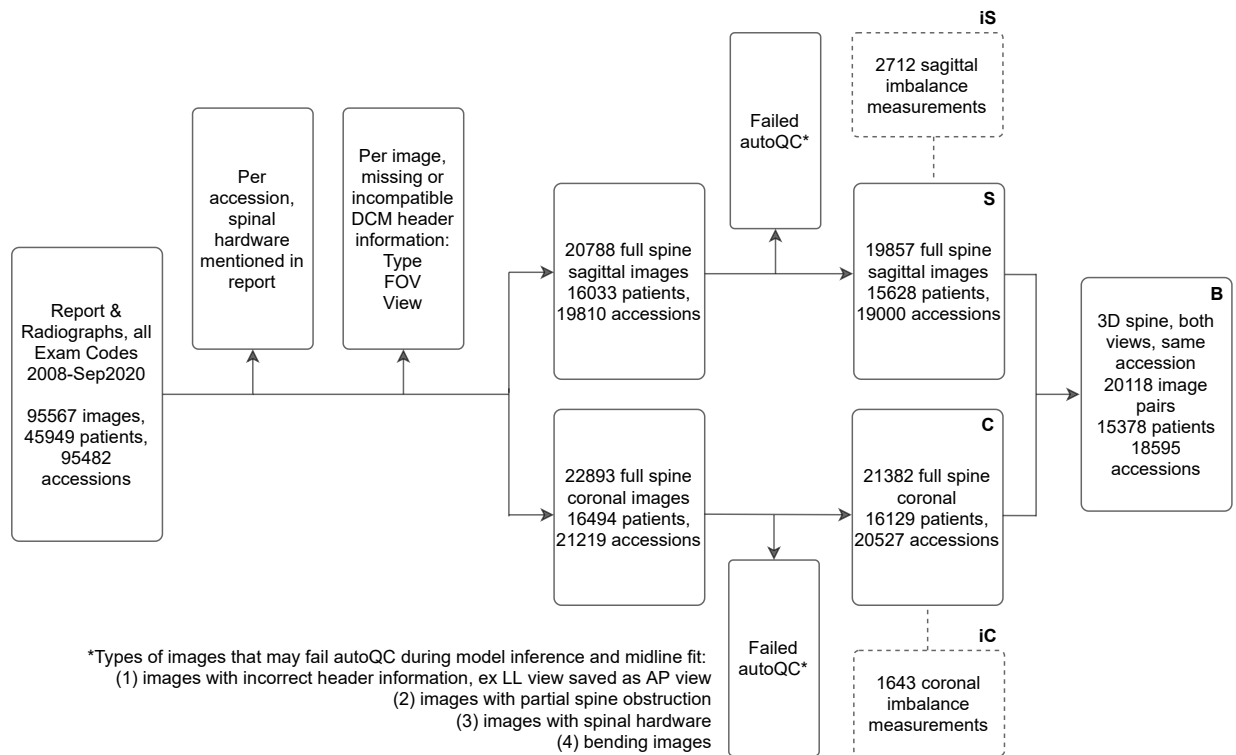 Report &
Radiographs, all
Exam Codes
2008-Sep2020
95567 images,
45949 patients,
95482
accessions
Per
accession,
spinal
hardware
mentioned in
report
Per image,
missing or
incompatible
DCM header
information:
Type
FOV
View
20788 full spine
sagittal images
16033 patients,
19810 accessions
22893 full spine
coronal images
16494 patients,
21219 accessions
Failed
autoQC*
Failed
autoQC*
iS
2712 sagittal
imbalance
measurements
S
19857 full spine
sagittal images
15628 patients,
19000 accessions
C
21382 full spine
coronal
16129 patients,
20527 accessions
iC
1643 coronal
imbalance
measurements
B
3D spine, both
views, same
accession
20118 image
pairs
15378 patients
18595
accessions
*Types of images that may fail autoQC during model inference and midline fit:
(1) images with incorrect header information, ex LL view saved as AP view
(2) images with partial spine obstruction
(3) images with spinal hardware
(4) bending images